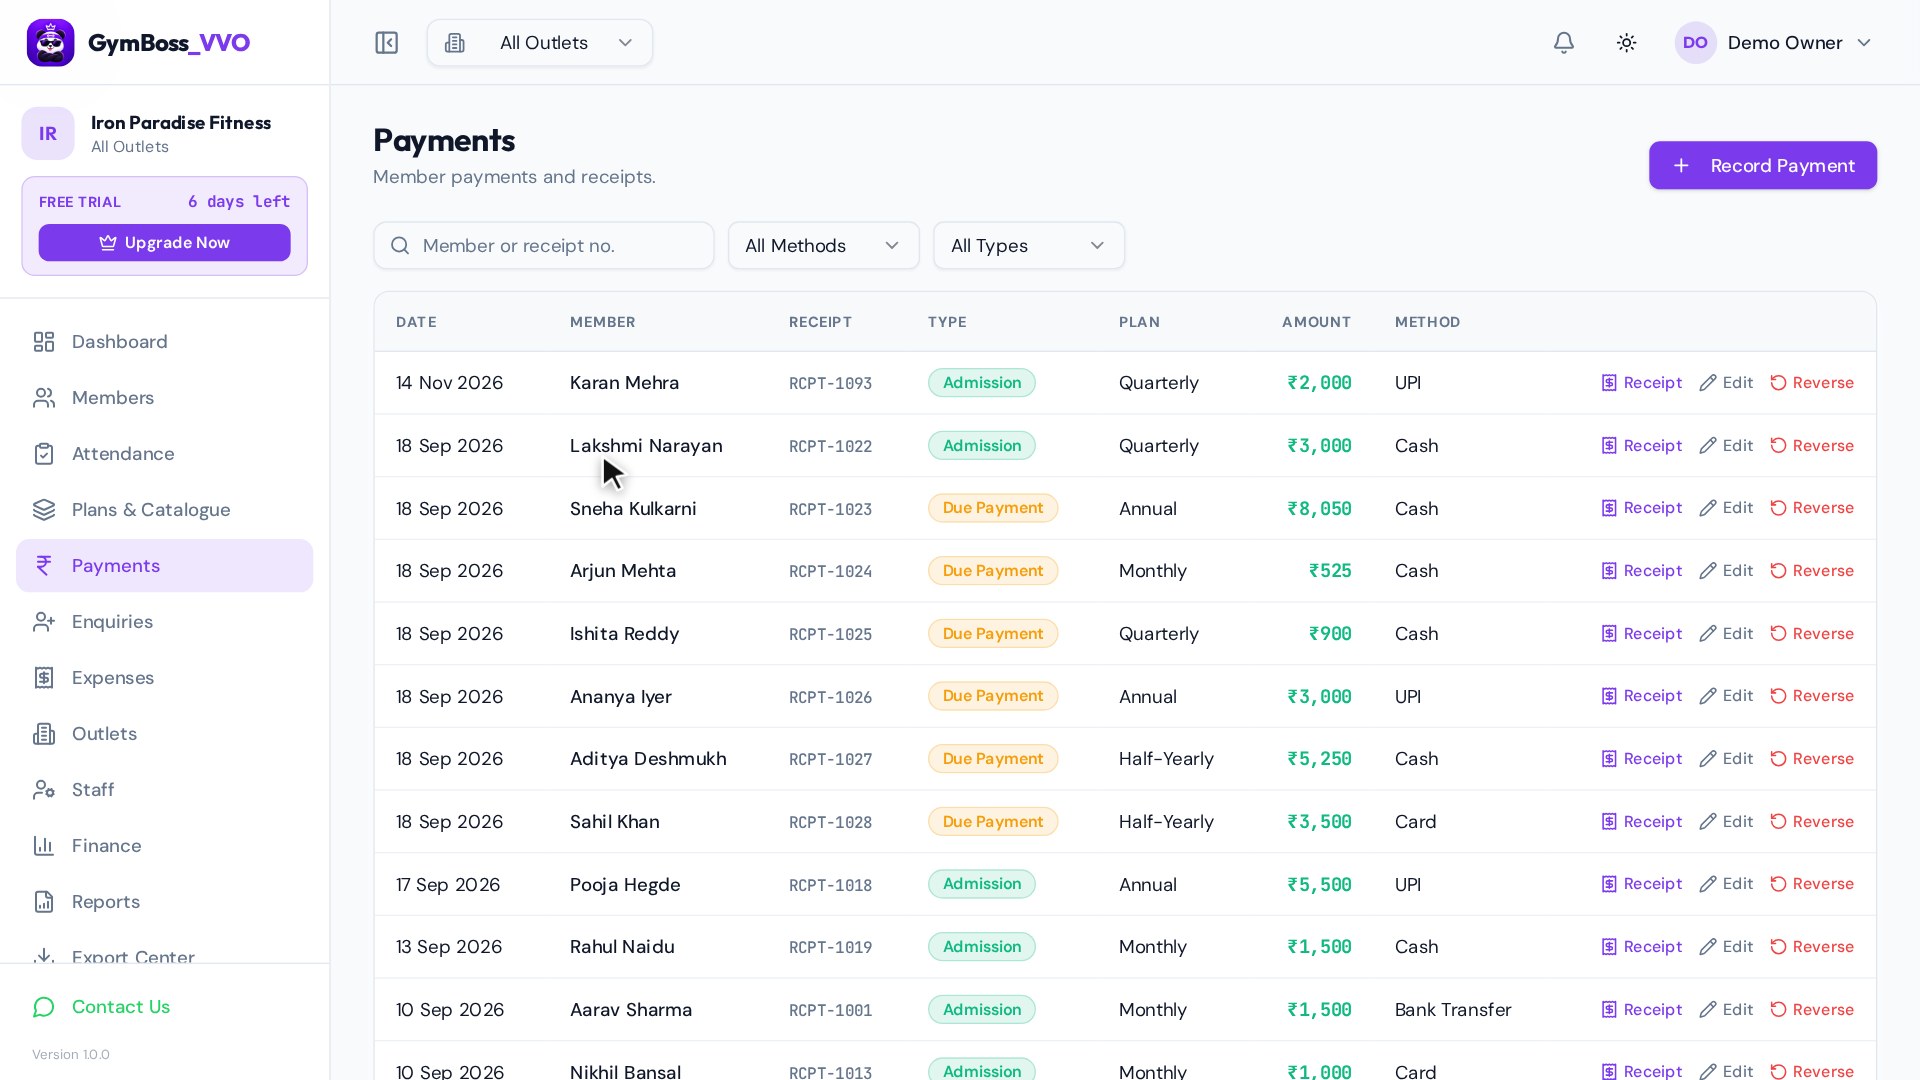 GymBoss_VVO
All Outlets
DO Demo Owner
IR
Iron Paradise Fitness
All Outlets
FREE TRIAL 6 days left
Upgrade Now
Dashboard
Members
Attendance
Plans & Catalogue
Payments
Enquiries
Expenses
Outlets
Staff
Finance
Reports
Export Center
Contact Us
Version 1.0.0
Payments
Member payments and receipts.
Record Payment
Member or receipt no.
All Methods
All Types
DATE MEMBER RECEIPT TYPE PLAN AMOUNT METHOD
14 Nov 2026 Karan Mehra RCPT-1093 Admission Quarterly ₹2,000 UPI Receipt Edit Reverse
18 Sep 2026 Lakshmi Narayan RCPT-1022 Admission Quarterly ₹3,000 Cash Receipt Edit Reverse
18 Sep 2026 Sneha Kulkarni RCPT-1023 Due Payment Annual ₹8,050 Cash Receipt Edit Reverse
18 Sep 2026 Arjun Mehta RCPT-1024 Due Payment Monthly ₹525 Cash Receipt Edit Reverse
18 Sep 2026 Ishita Reddy RCPT-1025 Due Payment Quarterly ₹900 Cash Receipt Edit Reverse
18 Sep 2026 Ananya Iyer RCPT-1026 Due Payment Annual ₹3,000 UPI Receipt Edit Reverse
18 Sep 2026 Aditya Deshmukh RCPT-1027 Due Payment Half-Yearly ₹5,250 Cash Receipt Edit Reverse
18 Sep 2026 Sahil Khan RCPT-1028 Due Payment Half-Yearly ₹3,500 Card Receipt Edit Reverse
17 Sep 2026 Pooja Hegde RCPT-1018 Admission Annual ₹5,500 UPI Receipt Edit Reverse
13 Sep 2026 Rahul Naidu RCPT-1019 Admission Monthly ₹1,500 Cash Receipt Edit Reverse
10 Sep 2026 Aarav Sharma RCPT-1001 Admission Monthly ₹1,500 Bank Transfer Receipt Edit Reverse
10 Sep 2026 Nikhil Bansal RCPT-1013 Admission Monthly ₹1,000 Card Receipt Edit Reverse